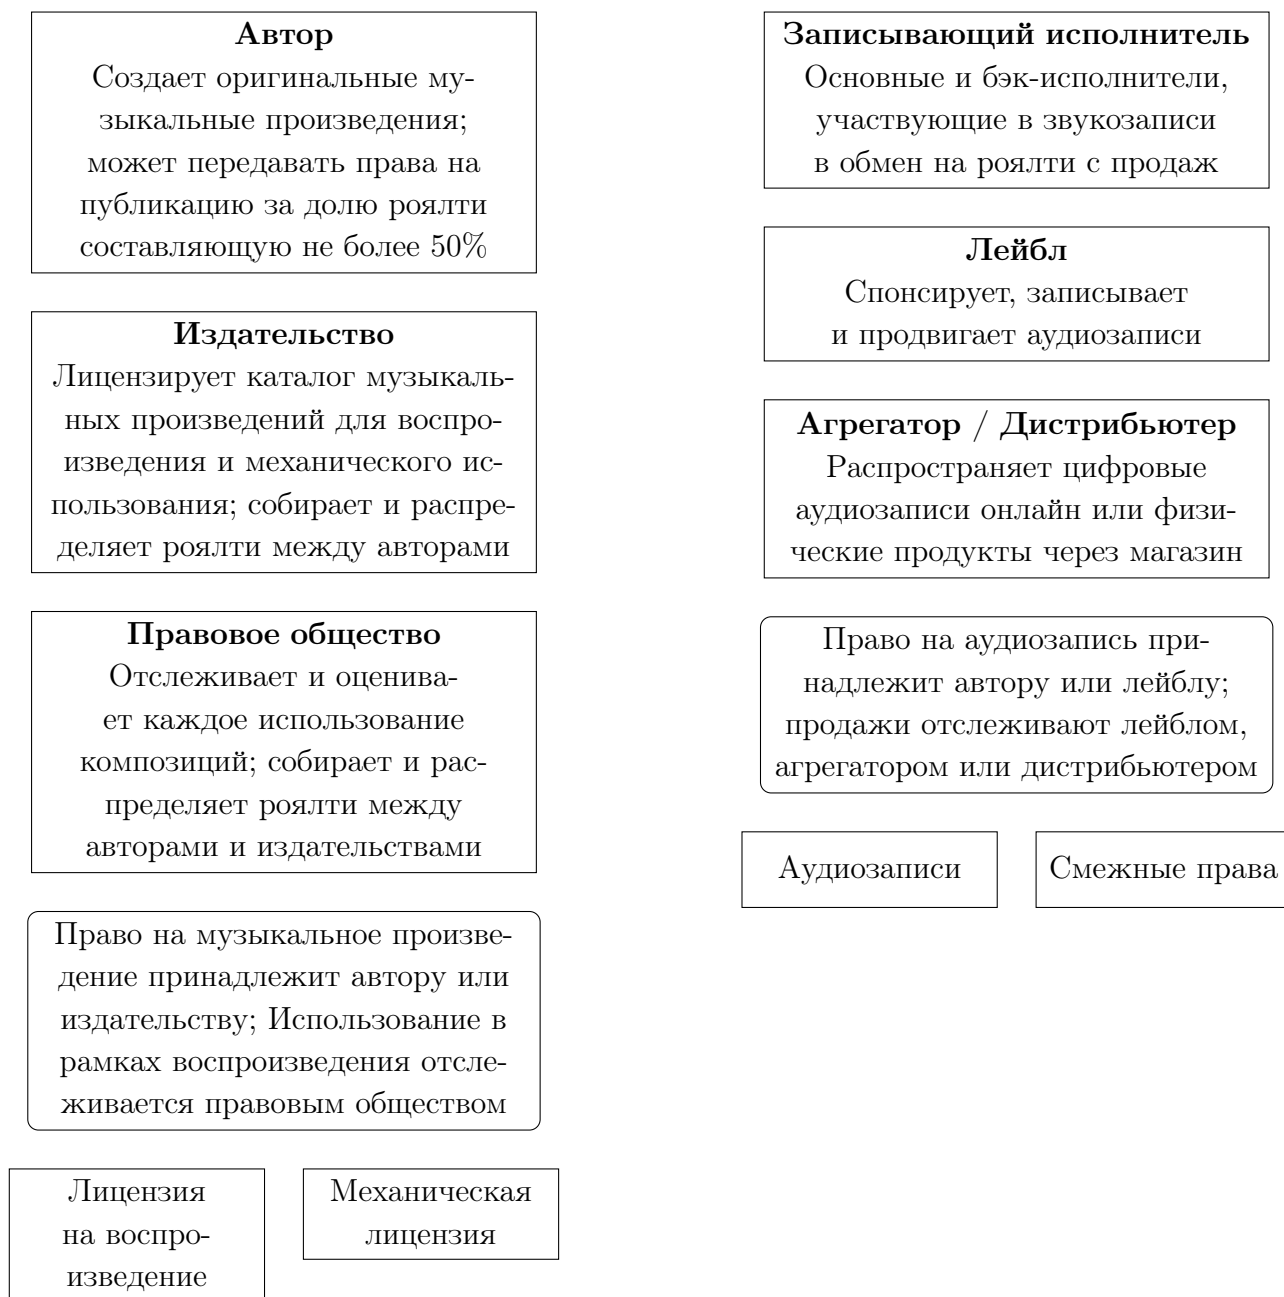 Автор
Создает оригинальные му-
зыкальные произведения;
может передавать права на
публикацию за долю роялти
составляющую не более 50%
Издательство
Лицензирует каталог музыкаль-
ных произведений для воспро-
изведения и механического ис-
пользования; собирает и распре-
деляет роялти между авторами
Правовое общество
Отслеживает и оценива-
ет каждое использование
композиций; собирает и рас-
пределяет роялти между
авторами и издательствами
Право на музыкальное произве-
дение принадлежит автору или
издательству; Использование в
рамках воспроизведения отсле-
живается правовым обществом
Лицензия
на воспро-
изведение
Механическая
лицензия
Записывающий исполнитель
Основные и бэк-исполнители,
участвующие в звукозаписи
в обмен на роялти с продаж
Лейбл
Спонсирует, записывает
и продвигает аудиозаписи
Агрегатор / Дистрибьютер
Распространяет цифровые
аудиозаписи онлайн или физи-
ческие продукты через магазин
Право на аудиозапись при-
надлежит автору или лейблу;
продажи отслеживают лейблом,
агрегатором или дистрибьютером
Аудиозаписи
Смежные права